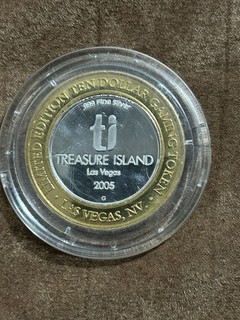 .999 Fine Silver
ti
TREASURE ISLAND
Las Vegas
2005
G
LIMITED EDITION TEN DOLLAR GAMING TOKEN
LAS VEGAS, NV.